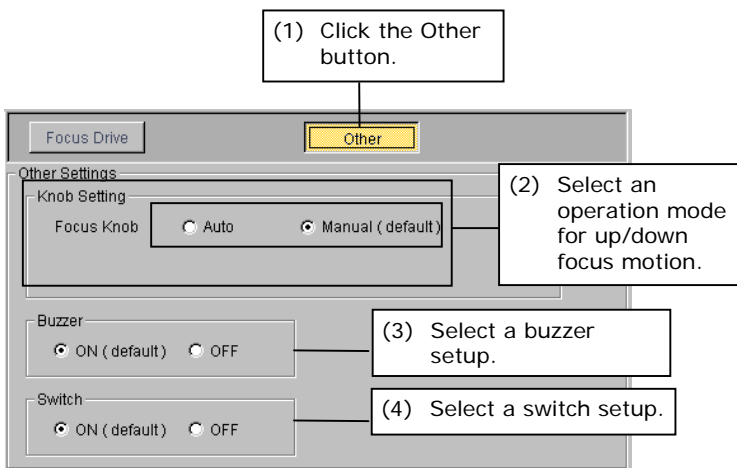 (1) Click the Other
button.
Focus Drive
Other
Other Settings
Knob Setting
Focus Knob
Auto
Manual ( default )
(2) Select an
operation mode
for up/down
focus motion.
Buzzer
ON ( default )
OFF
(3) Select a buzzer
setup.
Switch
ON ( default )
OFF
(4) Select a switch setup.